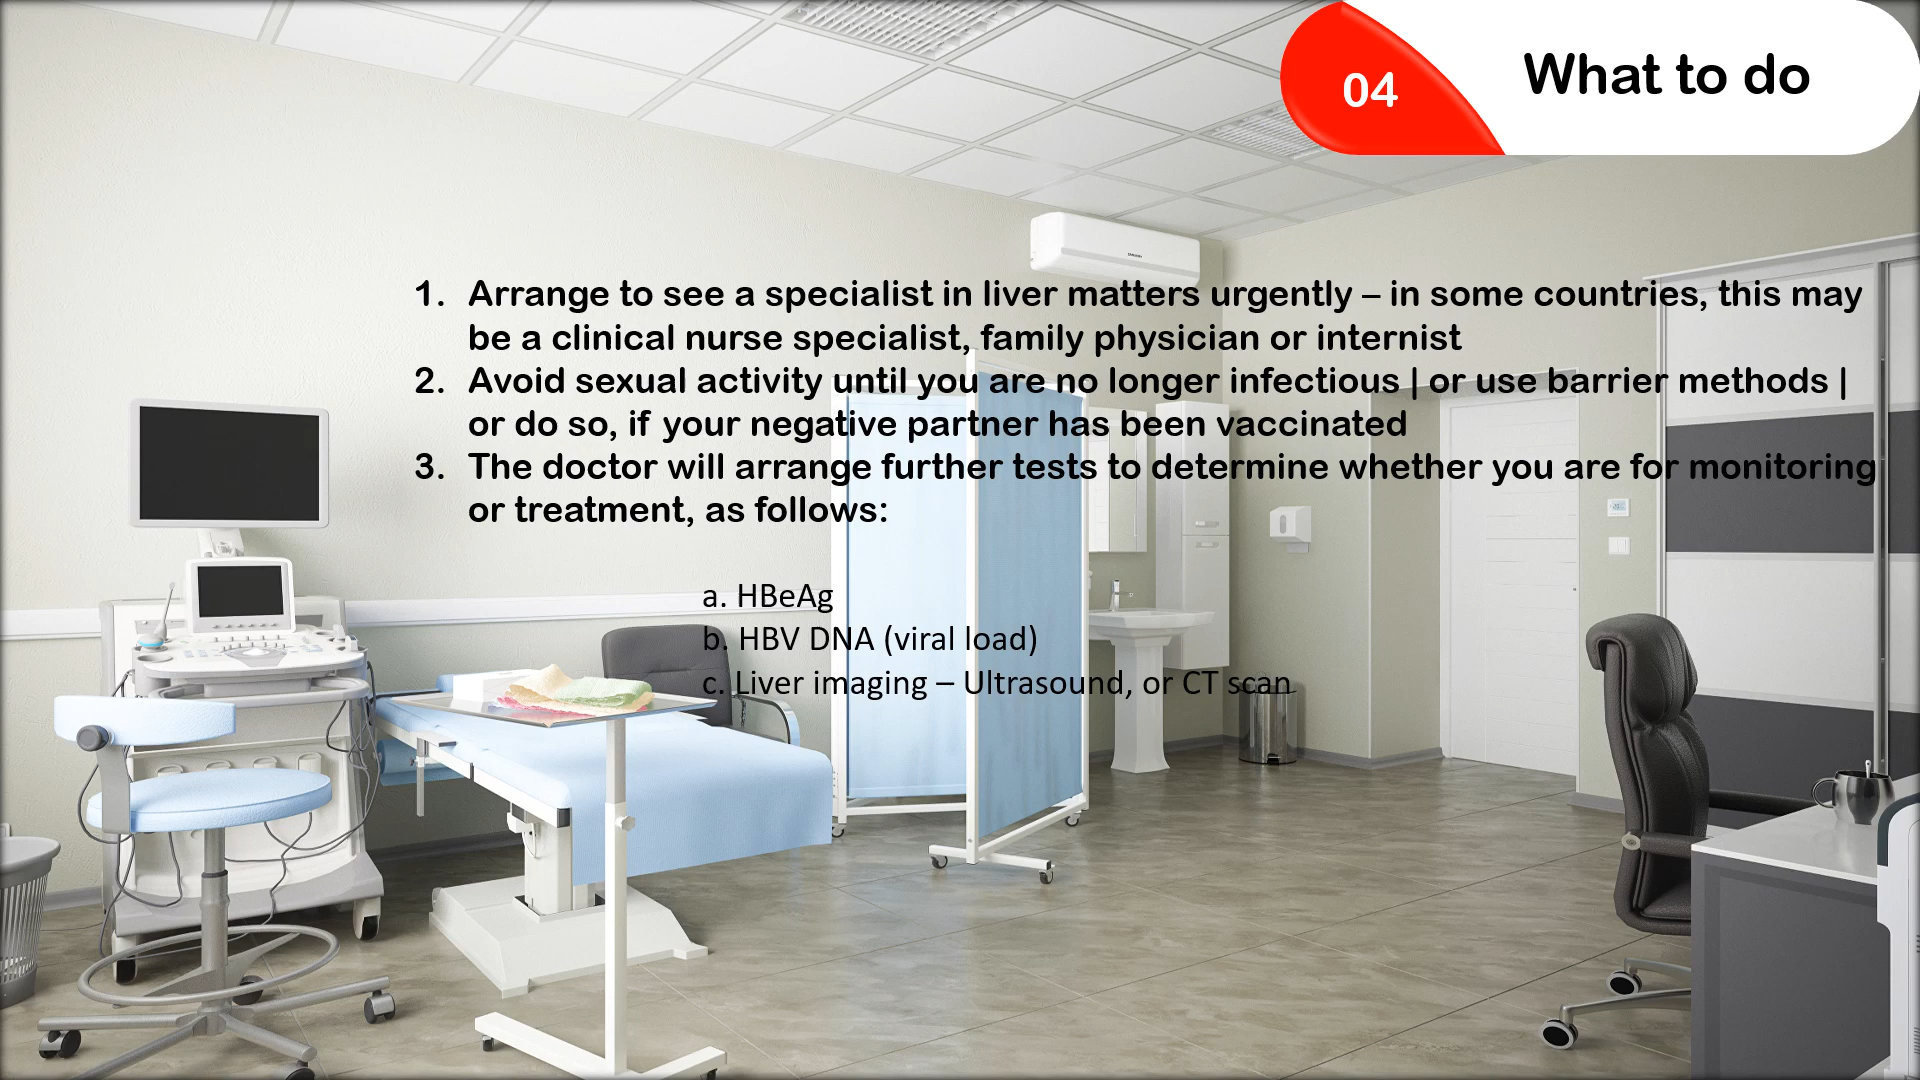 04
What to do
1. Arrange to see a specialist in liver matters urgently – in some countries, this may
be a clinical nurse specialist, family physician or internist
2. Avoid sexual activity until you are no longer infectious | or use barrier methods |
or do so, if your negative partner has been vaccinated
3. The doctor will arrange further tests to determine whether you are for monitoring
or treatment, as follows:
a. HBeAg
b. HBV DNA (viral load)
c. Liver imaging – Ultrasound, or CT scan